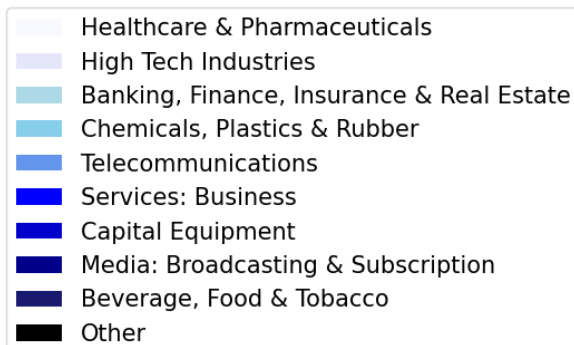 Healthcare & Pharmaceuticals
High Tech Industries
Banking, Finance, Insurance & Real Estate
Chemicals, Plastics & Rubber
Telecommunications
Services: Business
Capital Equipment
Media: Broadcasting & Subscription
Beverage, Food & Tobacco
Other